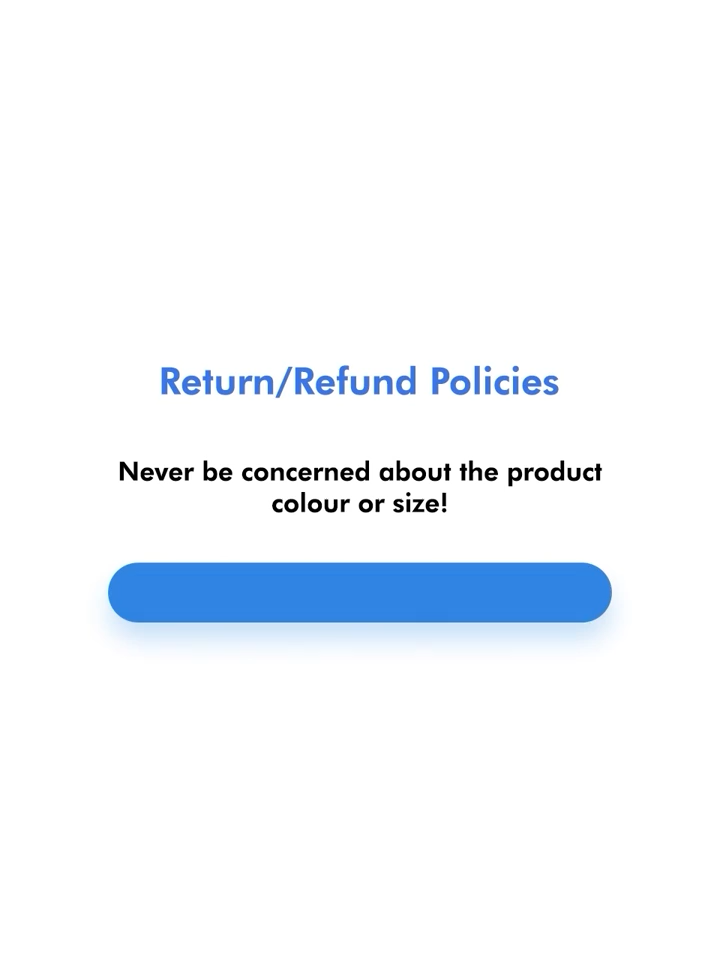 Return/Refund Policies
Never be concerned about the product
colour or size!